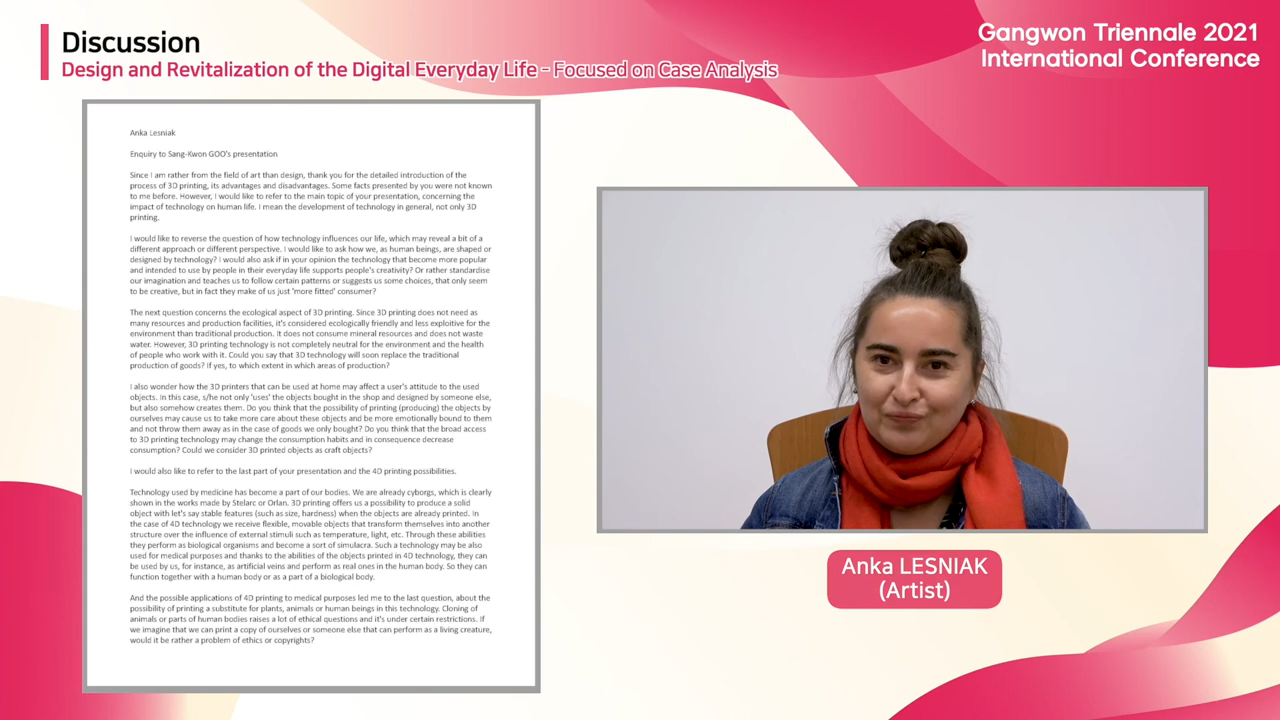 Discussion
Design and Revitalization of the Digital Everyday Life - Focused on Case Analysis
Gangwon Triennale 2021
International Conference
Anka Lesniak
Enquiry to Sang-Kwon GOO's presentation
Since I am rather from the field of art than design, thank you for the detailed introduction of the
process of 3D printing, its advantages and disadvantages. Some facts presented by you were not known
to me before. However, I would like to refer to the main topic of your presentation, concerning the
impact of technology on human life. I mean the development of technology in general, not only 3D
printing.
I would like to reverse the question of how technology influences our life, which may reveal a bit of a
different approach or different perspective. I would like to ask how we, as human beings, are shaped or
designed by technology? I would also ask if in your opinion the technology that become more popular
and intended to use by people in their everyday life supports people's creativity? Or rather standardise
our imagination and teaches us to follow certain patterns or suggests us some choices, that only seem
to be creative, but in fact they make of us just 'more fitted' consumer?
The next question concerns the ecological aspect of 3D printing. Since 3D printing does not need as
many resources and production facilities, it's considered ecologically friendly and less exploitive for the
environment than traditional production. It does not consume mineral resources and does not waste
water. However, 3D printing technology is not completely neutral for the environment and the health
of people who work with it. Could you say that 3D technology will soon replace the traditional
production of goods? If yes, to which extent in which areas of production?
I also wonder how the 3D printers that can be used at home may affect a user's attitude to the used
objects. In this case, s/he not only 'uses' the objects bought in the shop and designed by someone else,
but also somehow creates them. Do you think that the possibility of printing (producing) the objects by
ourselves may cause us to take more care about these objects and be more emotionally bound to them
and not throw them away as in the case of goods we only bought? Do you think that the broad access
to 3D printing technology may change the consumption habits and in consequence decrease
consumption? Could we consider 3D printed objects as craft objects?
I would also like to refer to the last part of your presentation and the 4D printing possibilities.
Technology used by medicine has become a part of our bodies. We are already cyborgs, which is clearly
shown in the works made by Stelarc or Orlan. 3D printing offers us a possibility to produce a solid
object with let's say stable features (such as size, hardness) when the objects are already printed. In
the case of 4D technology we receive flexible, movable objects that transform themselves into another
structure over the influence of external stimuli such as temperature, light, etc. Through these abilities
they perform as biological organisms and become a sort of simulacra. Such a technology may be also
used for medical purposes and thanks to the abilities of the objects printed in 4D technology, they can
be used by us, for instance, as artificial veins and perform as real ones in the human body. So they can
function together with a human body or as a part of a biological body.
And the possible applications of 4D printing to medical purposes led me to the last question, about the
possibility of printing a substitute for plants, animals or human beings in this technology. Cloning of
animals or parts of human bodies raises a lot of ethical questions and it's under certain restrictions. If
we imagine that we can print a copy of ourselves or someone else that can perform as a living creature,
would it be rather a problem of ethics or copyrights?
Anka LESNIAK
(Artist)